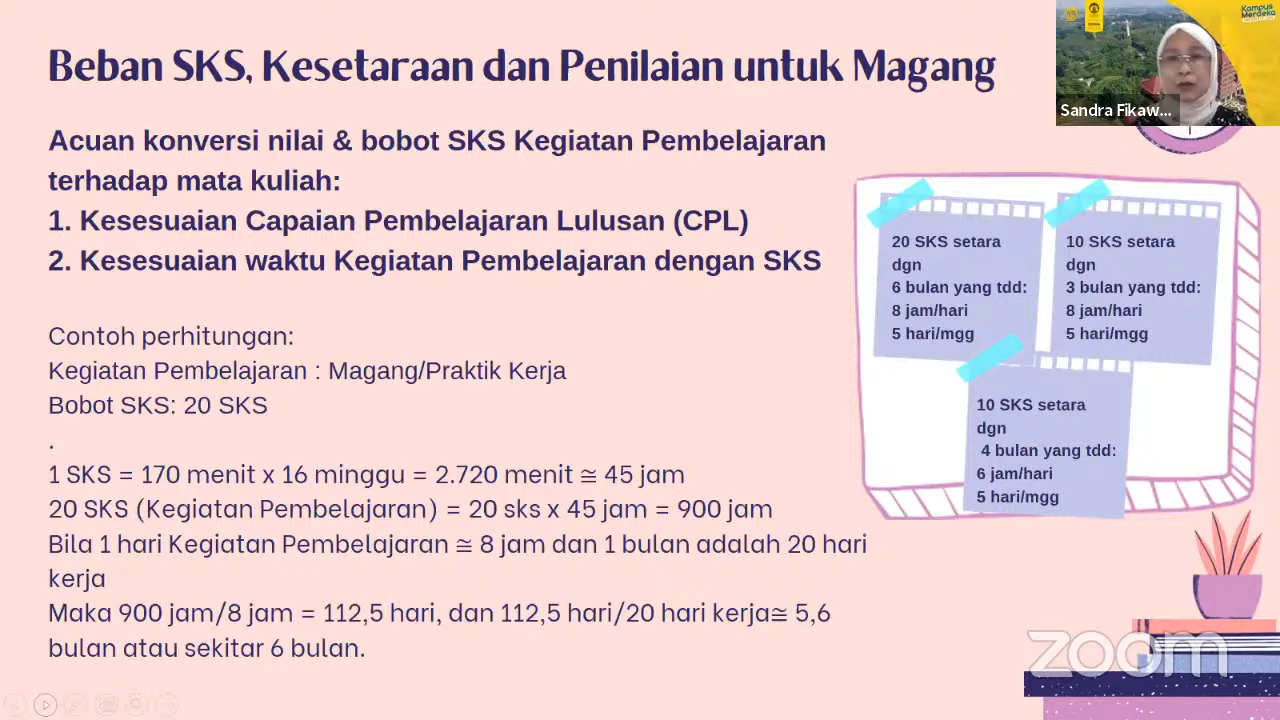 Beban SKS, Kesetaraan dan Penilaian untuk Magang
Kampus
Merdeka
Sandra Fikaw...
Acuan konversi nilai & bobot SKS Kegiatan Pembelajaran
terhadap mata kuliah:
1. Kesesuaian Capaian Pembelajaran Lulusan (CPL)
2. Kesesuaian waktu Kegiatan Pembelajaran dengan SKS
Contoh perhitungan:
Kegiatan Pembelajaran : Magang/Praktik Kerja
Bobot SKS: 20 SKS
.
1 SKS = 170 menit x 16 minggu = 2.720 menit ≅ 45 jam
20 SKS (Kegiatan Pembelajaran) = 20 sks x 45 jam = 900 jam
Bila 1 hari Kegiatan Pembelajaran ≅ 8 jam dan 1 bulan adalah 20 hari
kerja
Maka 900 jam/8 jam = 112,5 hari, dan 112,5 hari/20 hari kerja≅ 5,6
bulan atau sekitar 6 bulan.
20 SKS setara
dgn
6 bulan yang tdd:
8 jam/hari
5 hari/mgg
10 SKS setara
dgn
3 bulan yang tdd:
8 jam/hari
5 hari/mgg
10 SKS setara
dgn
4 bulan yang tdd:
6 jam/hari
5 hari/mgg
zoom